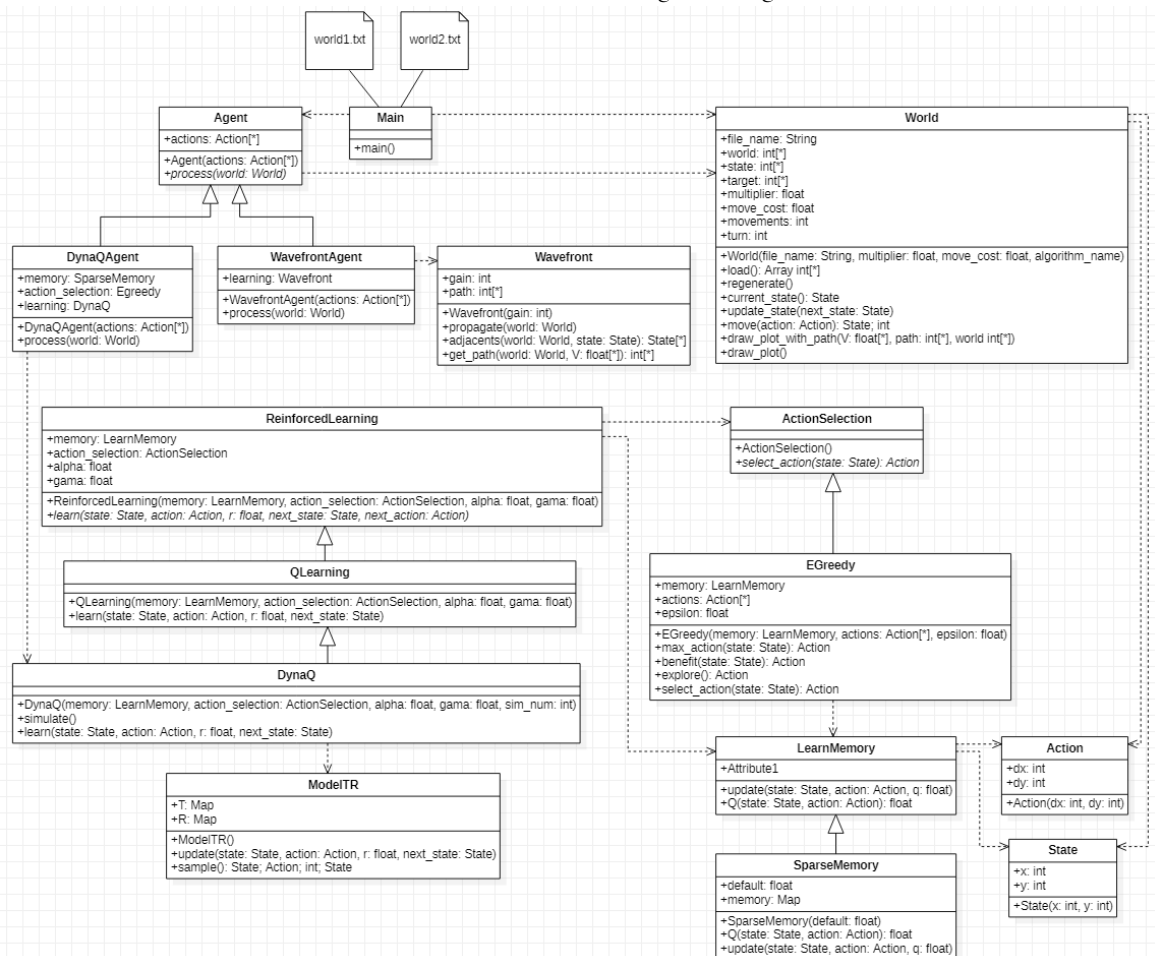 world1.txt
world2.txt
Agent
+actions: Action[*]
+Agent(actions: Action[*])
+process(world: World)
Main
+main()
World
+file_name: String
+world: int[*]
+state: int[*]
+target: int[*]
+multiplier: float
+move_cost: float
+movements: int
+turn: int
+World(file_name: String, multiplier: float, move_cost: float, algorithm_name)
+load(): Array int[*]
+regenerate()
+current_state(): State
+update_state(next_state: State)
+move(action: Action): State; int
+draw_plot_with_path(V: float[*], path: int[*], world int[*])
+draw_plot()
DynaQAgent
+memory: SparseMemory
+action_selection: Egreedy
+learning: DynaQ
+DynaQAgent(actions: Action[*])
+process(world: World)
WavefrontAgent
+learning: Wavefront
+WavefrontAgent(actions: Action[*])
+process(world: World)
Wavefront
+gain: int
+path: int[*]
+Wavefront(gain: int)
+propagate(world: World)
+adjacents(world: World, state: State): State[*]
+get_path(world: World, V: float[*]): int[*]
ReinforcedLearning
+memory: LearnMemory
+action_selection: ActionSelection
+alpha: float
+gama: float
+ReinforcedLearning(memory: LearnMemory, action_selection: ActionSelection, alpha: float, gama: float)
+learn(state: State, action: Action, r: float, next_state: State, next_action: Action)
ActionSelection
+ActionSelection()
+select_action(state: State): Action
QLearning
+QLearning(memory: LearnMemory, action_selection: ActionSelection, alpha: float, gama: float)
+learn(state: State, action: Action, r: float, next_state: State)
EGreedy
+memory: LearnMemory
+actions: Action[*]
+epsilon: float
+EGreedy(memory: LearnMemory, actions: Action[*], epsilon: float)
+max_action(state: State): Action
+benefit(state: State): Action
+explore(): Action
+select_action(state: State): Action
DynaQ
+DynaQ(memory: LearnMemory, action_selection: ActionSelection, alpha: float, gama: float, sim_num: int)
+simulate()
+learn(state: State, action: Action, r: float, next_state: State)
LearnMemory
+Attribute1
+update(state: State, action: Action, q: float)
+Q(state: State, action: Action): float
Action
+dx: int
+dy: int
+Action(dx: int, dy: int)
ModelTR
+T: Map
+R: Map
+ModelTR()
+update(state: State, action: Action, r: float, next_state: State)
+sample(): State; Action; int; State
State
+x: int
+y: int
+State(x: int, y: int)
SparseMemory
+default: float
+memory: Map
+SparseMemory(default: float)
+Q(state: State, action: Action): float
+update(state: State, action: Action, q: float)